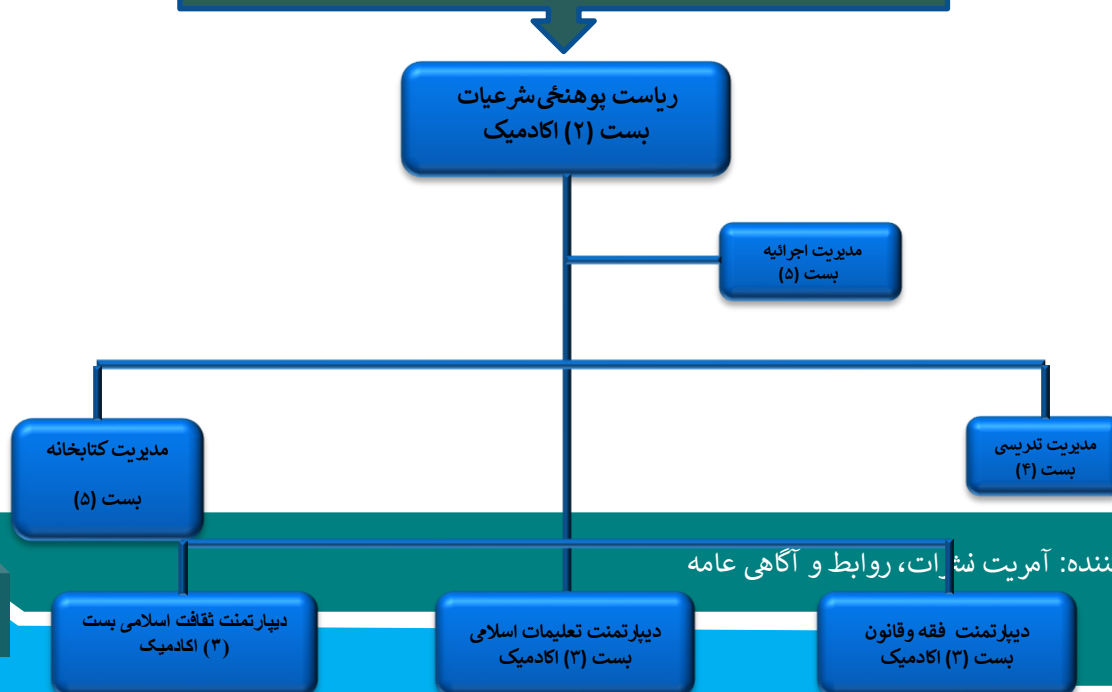 ریاست پوهنځی شرعیات
بست (۲) اکادمیک
مدیریت اجرائیه
بست (۵)
مدیریت تدریسی
بست (۴)
مدیریت کتابخانه
بست (۵)
ننده: آمریت نشرات، روابط و آگاهی عامه
دیپارتمنت فقه وقانون
بست (۳) اکادمیک
دیپارتمنت تعلیمات اسلامی
بست (۳) اکادمیک
دیپارتمنت ثقافت اسلامی بست
(۳) اکادمیک